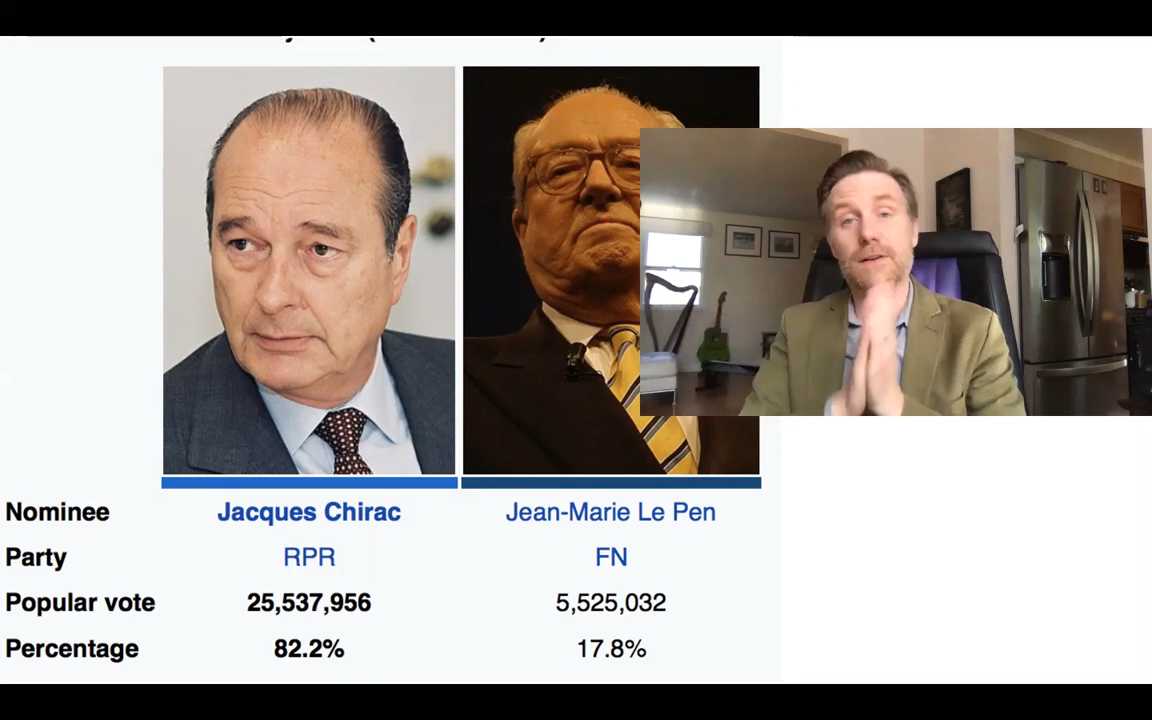 Nominee Jacques Chirac Jean-Marie Le Pen
Party RPR FN
Popular vote 25,537,956 5,525,032
Percentage 82.2% 17.8%